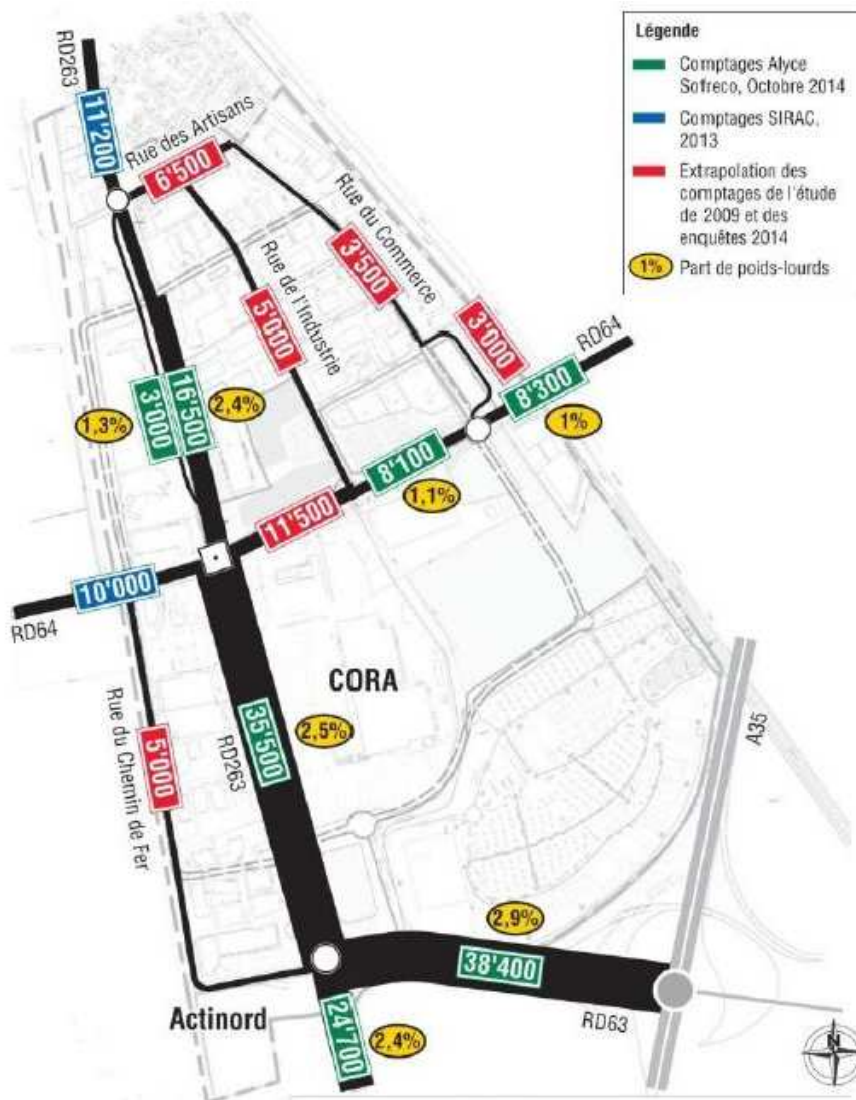 Légende
Comptages Alyce
Sofreco, Octobre 2014
Comptages SIRAC,
2013
Extrapolation des
comptages de l'étude
de 2009 et des
enquêtes 2014
1% Part de poids-lourds
RD263
11'200
Rue des Artisans
6'500
Rue du Commerce
3'500
Rue de l'Industrie
5'000
3'000
RD64
8'300
1%
16'500
3'000
2,4%
1,3%
8'100
1,1%
11'500
10'000
RD64
CORA
35'500
2,5%
RD263
Rue du Chemin de Fer
5'000
A35
2,9%
38'400
RD63
Actinord
24'700
2,4%
N